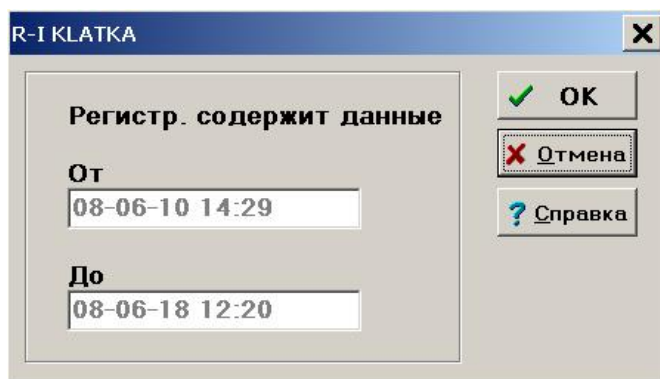 R-I KLATKA
Регистр. содержит данные
От
08-06-10 14:29
До
08-06-18 12:20
OK
Отмена
Справка